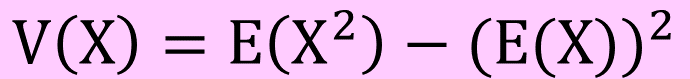 V(X) = E(X²) − (E(X))²